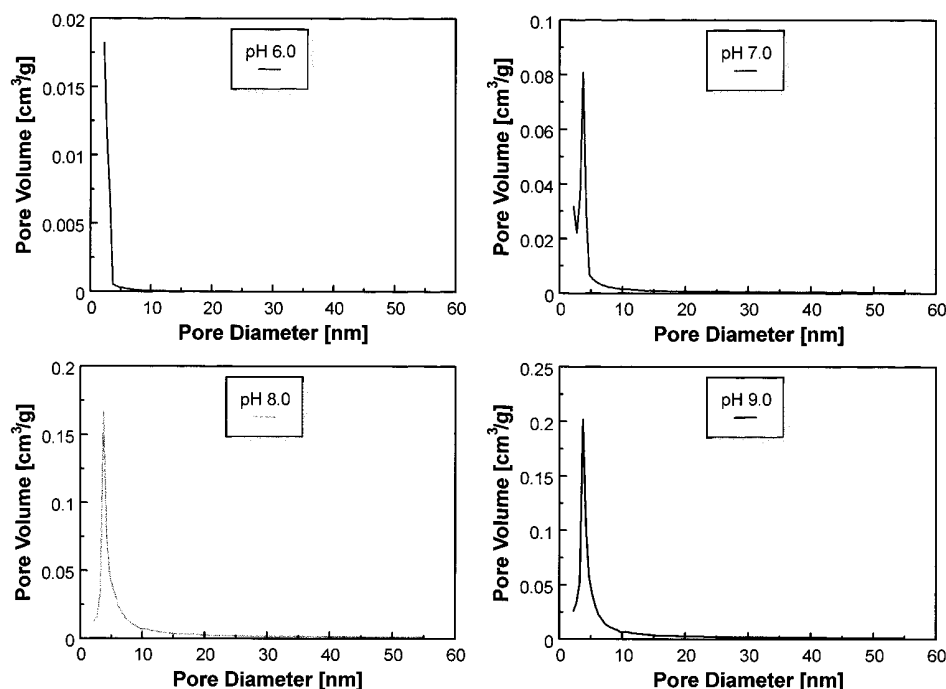 pH 6.0
Pore Volume [cm³/g]
0.02
0.015
0.01
0.005
0
0 10 20 30 40 50 60
Pore Diameter [nm]
pH 7.0
Pore Volume [cm³/g]
0.1
0.08
0.06
0.04
0.02
0
0 10 20 30 40 50 60
Pore Diameter [nm]
pH 8.0
Pore Volume [cm³/g]
0.2
0.15
0.1
0.05
0
0 10 20 30 40 50 60
Pore Diameter [nm]
pH 9.0
Pore Volume [cm³/g]
0.25
0.2
0.15
0.1
0.05
0
0 10 20 30 40 50 60
Pore Diameter [nm]